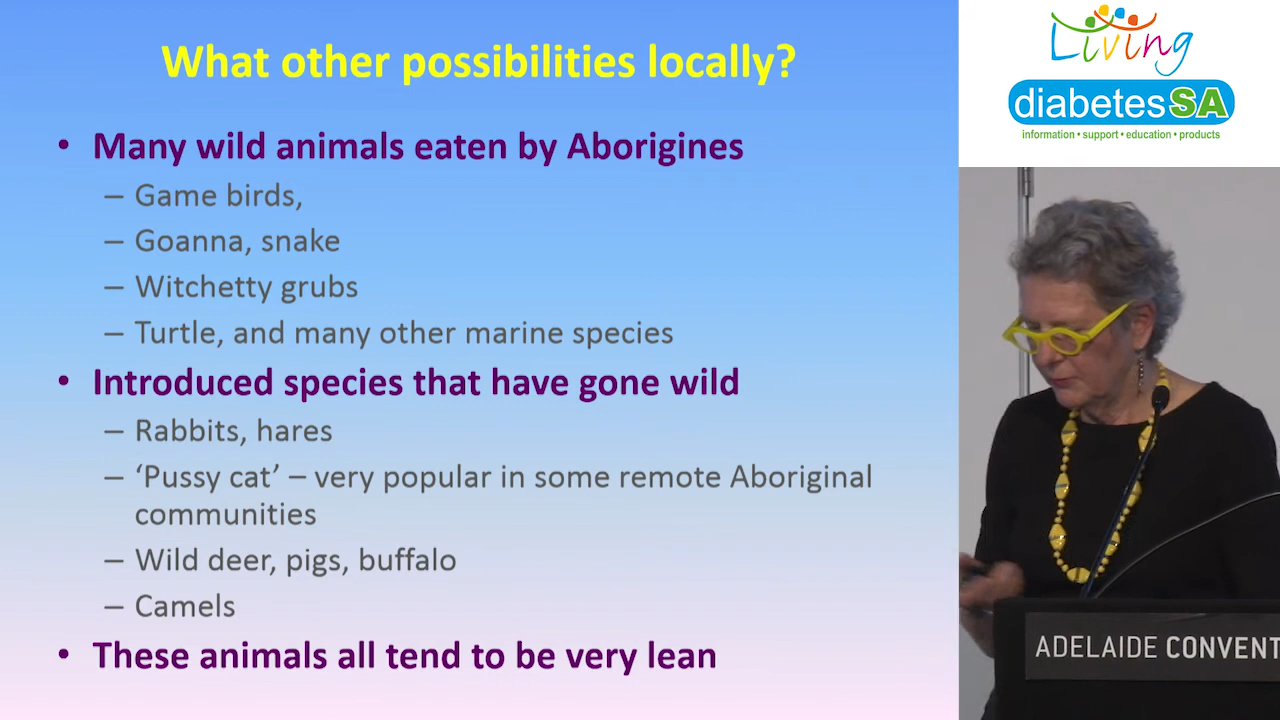 What other possibilities locally?
• Many wild animals eaten by Aborigines
– Game birds,
– Goanna, snake
– Witchetty grubs
– Turtle, and many other marine species
• Introduced species that have gone wild
– Rabbits, hares
– ‘Pussy cat’ – very popular in some remote Aboriginal
communities
– Wild deer, pigs, buffalo
– Camels
• These animals all tend to be very lean
Living
diabetesSA
information • support • education • products
ADELAIDE CONVENT